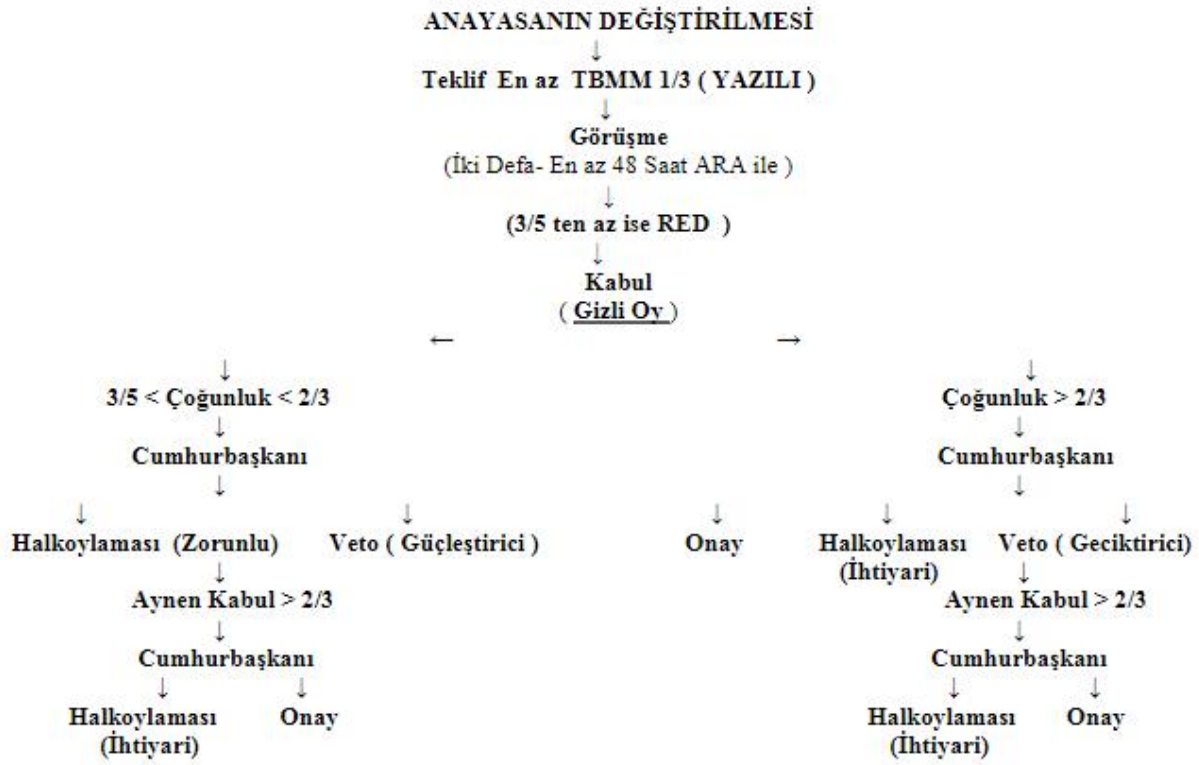 ANAYASANIN DEĞİŞTİRİLMESİ
↓
Teklif En az TBMM 1/3 ( YAZILI )
↓
Görüşme
(İki Defa- En az 48 Saat ARA ile )
↓
(3/5 ten az ise RED )
↓
Kabul
( Gizli Oy )
← →
↓ ↓
3/5 < Çoğunluk < 2/3 Çoğunluk > 2/3
↓ ↓
Cumhurbaşkanı Cumhurbaşkanı
↓ ↓
↓ ↓ ↓ ↓ ↓
Halkoylaması (Zorunlu) Veto ( Güçleştirici ) Onay Halkoylaması Veto ( Geciktirici)
(İhtiyari)
↓ ↓
Aynen Kabul > 2/3 Aynen Kabul > 2/3
↓ ↓
Cumhurbaşkanı Cumhurbaşkanı
↓ ↓ ↓ ↓
Halkoylaması Onay Halkoylaması Onay
(İhtiyari) (İhtiyari)